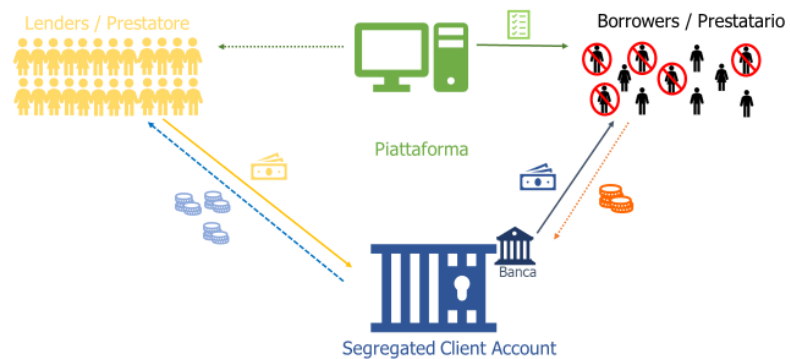 Lenders / Prestatore
Borrowers / Prestatario
Piattaforma
Banca
Segregated Client Account